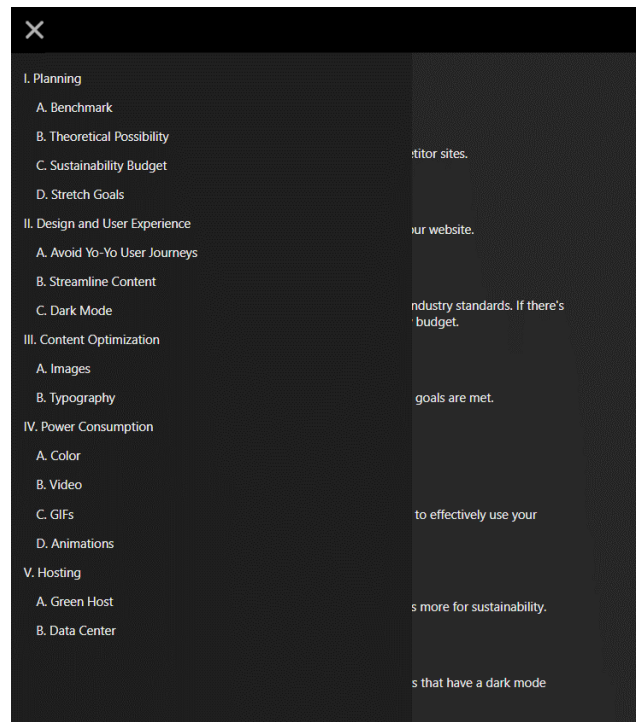 I. Planning
A. Benchmark
B. Theoretical Possibility
C. Sustainability Budget
D. Stretch Goals
II. Design and User Experience
A. Avoid Yo-Yo User Journeys
B. Streamline Content
C. Dark Mode
III. Content Optimization
A. Images
B. Typography
IV. Power Consumption
A. Color
B. Video
C. GIFs
D. Animations
V. Hosting
A. Green Host
B. Data Center
sites.
website.
industry standards. If there's
budget.
goals are met.
to effectively use your
more for sustainability.
that have a dark mode